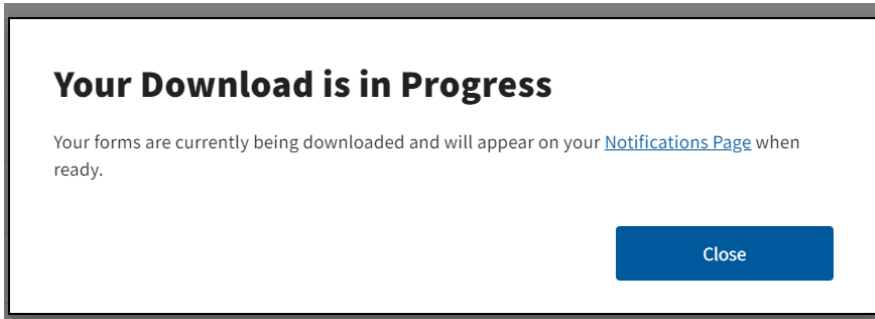 Your Download is in Progress
Your forms are currently being downloaded and will appear on your Notifications Page when
ready.
Close